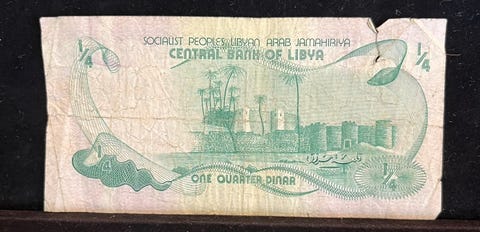 SOCIALIST PEOPLE'S LIBYAN ARAB JAMAHIRIYA
CENTRAL BANK OF LIBYA
1/4
1/4
1/4
1/4
ONE QUARTER DINAR